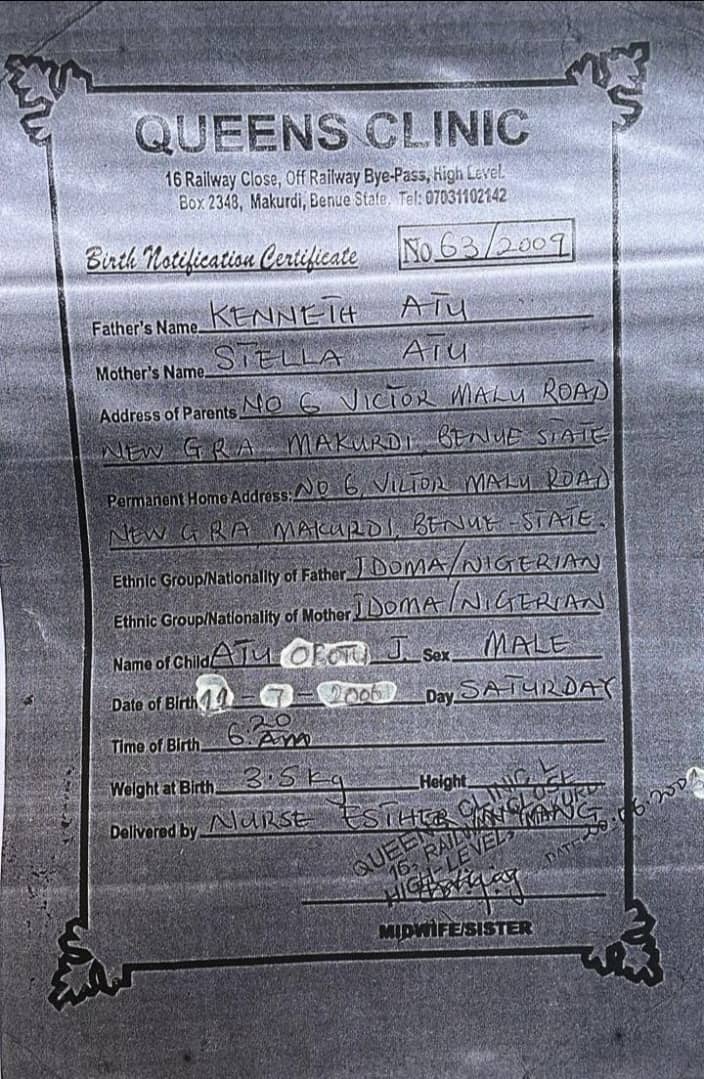 QUEENS CLINIC
16 Railway Close, Off Railway Bye-Pass, High Level.
Box 2348, Makurdi, Benue State. Tel: 07031102142
Birth Notification Certificate No 63/2009
Father's Name KENNETH ATU
Mother's Name STELLA ATU
Address of Parents NO 6 VICTOR MALU ROAD
NEW GRA MAKURDI, BENUE STATE
Permanent Home Address: NO 6, VICTOR MALU ROAD
NEW GRA MAKURDI, BENUE-STATE.
Ethnic Group/Nationality of Father IDOMA/NIGERIAN
Ethnic Group/Nationality of Mother IDOMA/NIGERIAN
Name of Child ATU J. Sex MALE
Date of Birth - 7 - 2006 Day SATURDAY
Time of Birth 6.20 AM
Weight at Birth 3.5kg Height
Delivered by NURSE ESTHER
QUEENS CLINIC
16, RAILWAY CLOSE
HIGH-LEVEL, MAKURDI
DATE
MIDWIFE/SISTER